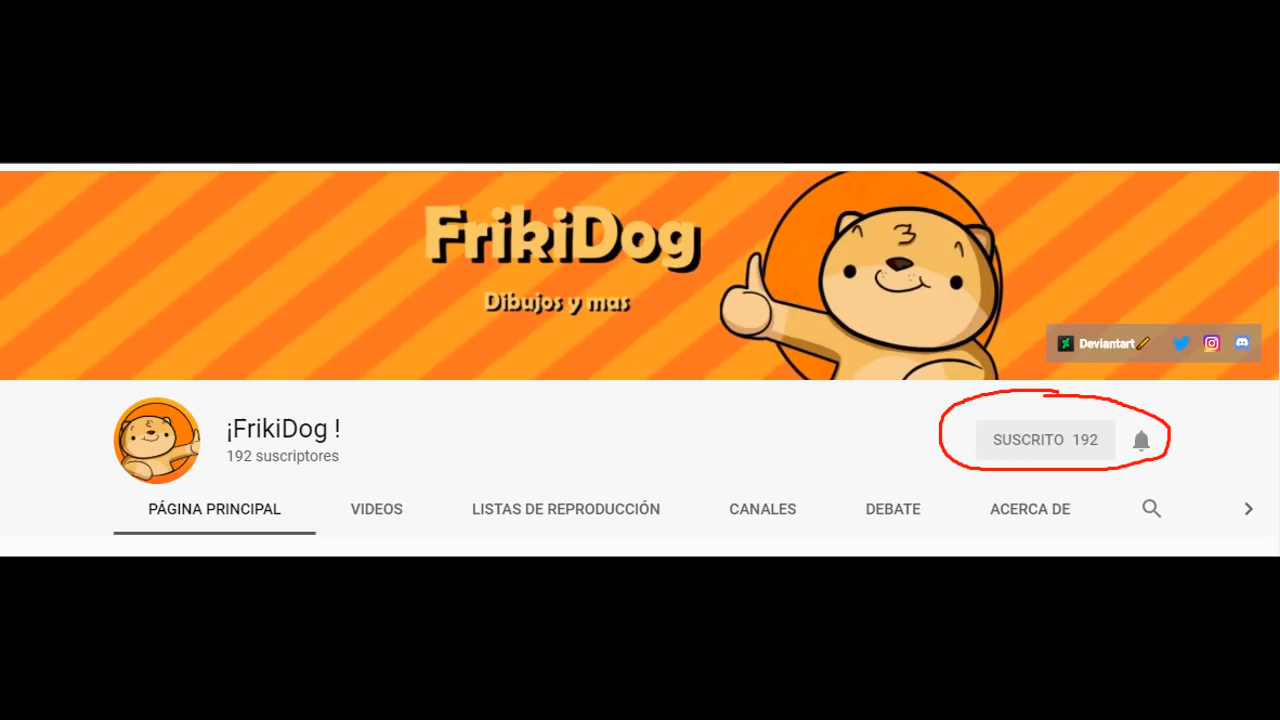 FrikiDog
Dibujos y mas
Deviantart
¡FrikiDog !
192 suscriptores
SUSCRITO 192
PÁGINA PRINCIPAL VIDEOS LISTAS DE REPRODUCCIÓN CANALES DEBATE ACERCA DE